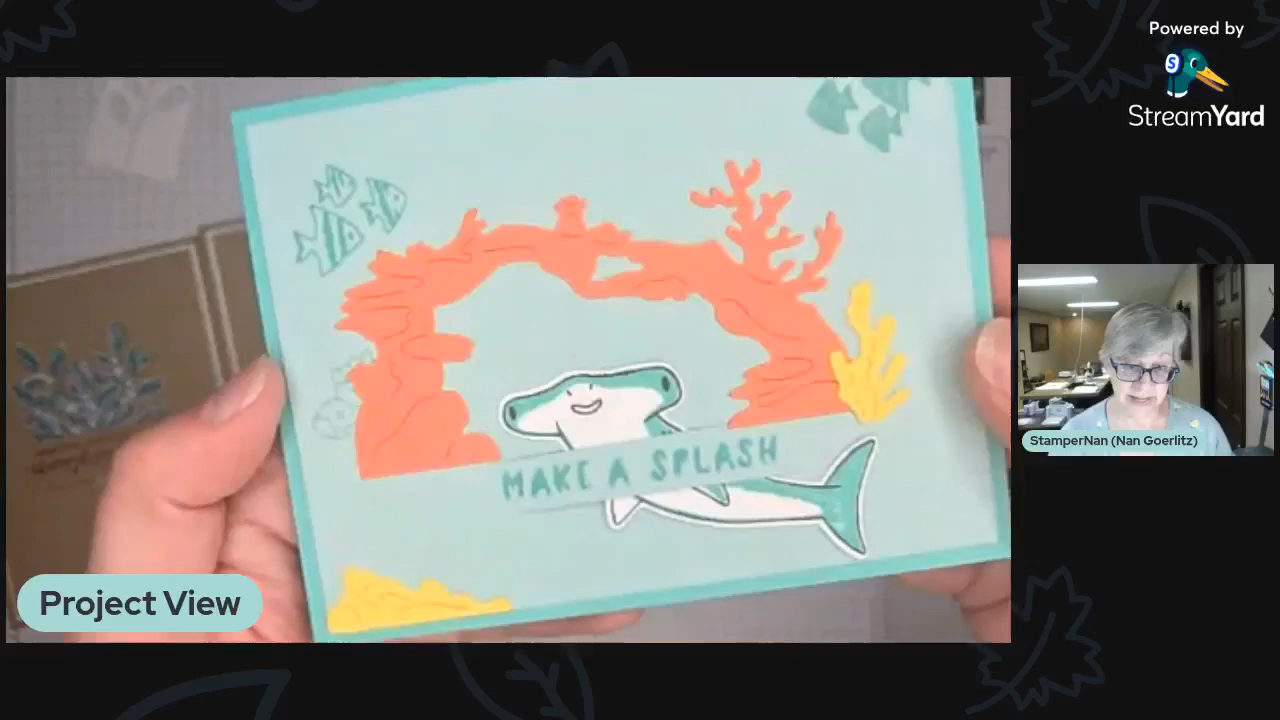 Powered by
S
StreamYard
MAKE A SPLASH
StamperNan (Nan Goerlitz)
Project View